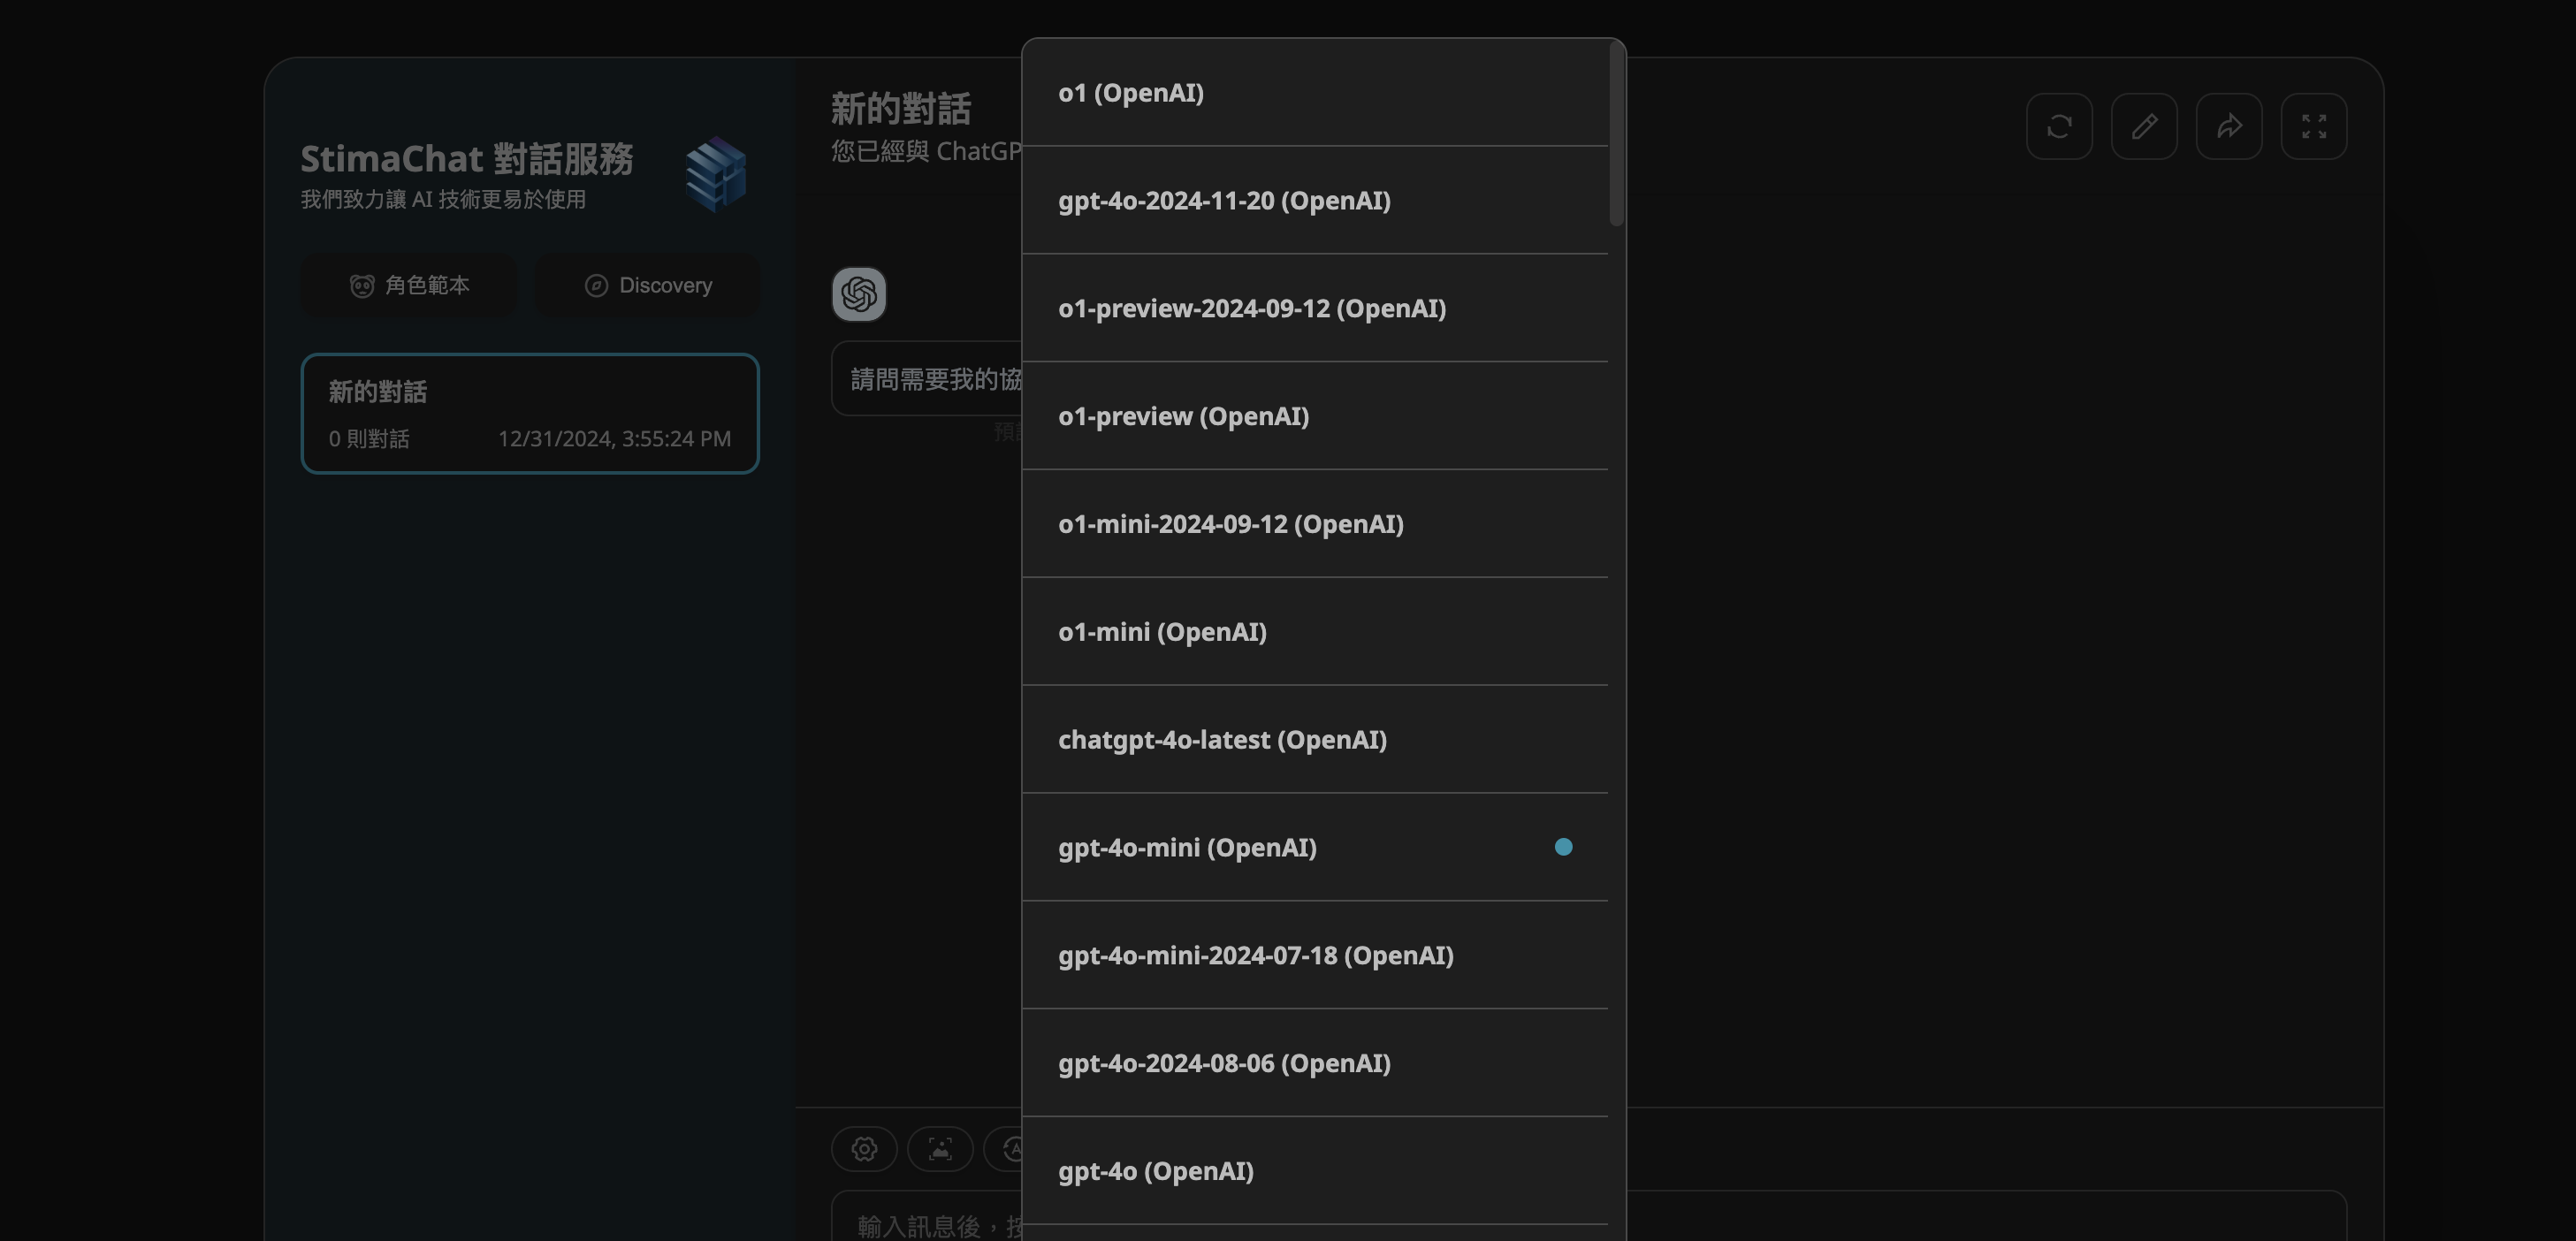 StimaChat 對話服務
我們致力讓 AI 技術更易於使用
角色範本
Discovery
新的對話
0 則對話
12/31/2024, 3:55:24 PM
新的對話
您已經與 ChatGP
請問需要我的協
預
o1 (OpenAI)
gpt-4o-2024-11-20 (OpenAI)
o1-preview-2024-09-12 (OpenAI)
o1-preview (OpenAI)
o1-mini-2024-09-12 (OpenAI)
o1-mini (OpenAI)
chatgpt-4o-latest (OpenAI)
gpt-4o-mini (OpenAI)
gpt-4o-mini-2024-07-18 (OpenAI)
gpt-4o-2024-08-06 (OpenAI)
gpt-4o (OpenAI)
輸入訊息後，按